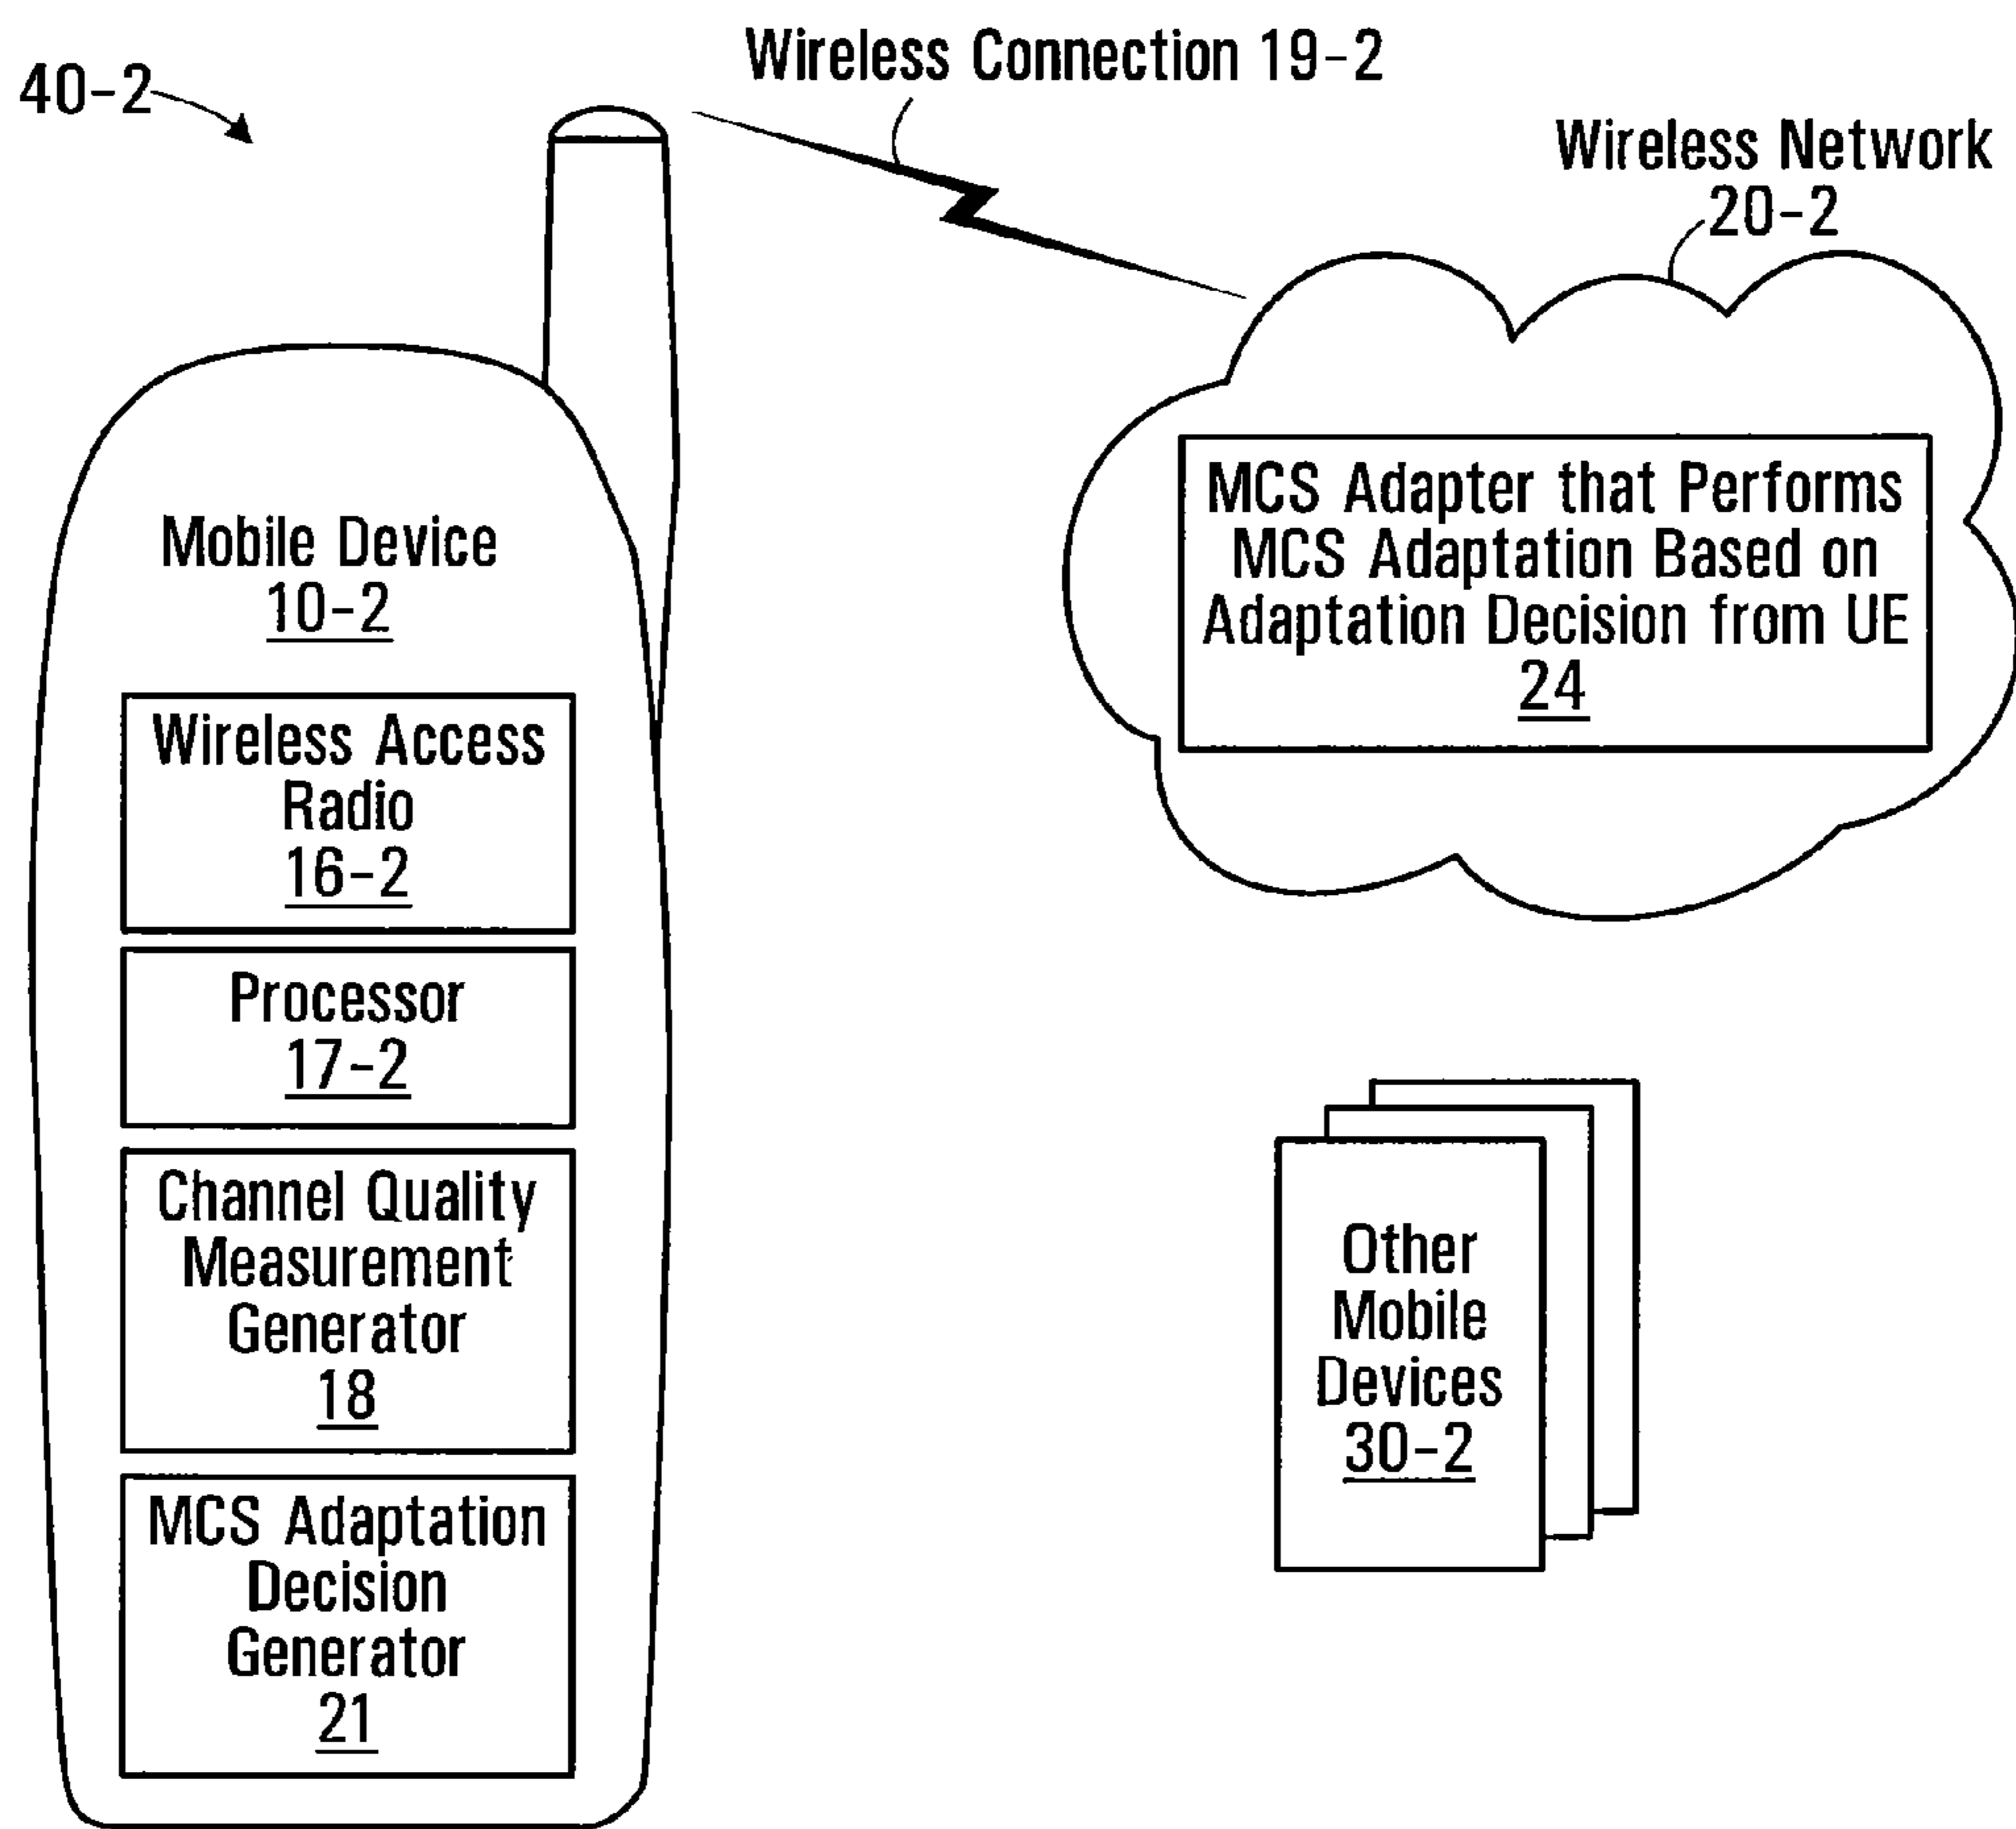 40-2
Wireless Connection 19-2
Wireless Network
20-2
Mobile Device
10-2
Wireless Access
Radio
16-2
Processor
17-2
Channel Quality
Measurement
Generator
18
MCS Adaptation
Decision
Generator
21
MCS Adapter that Performs
MCS Adaptation Based on
Adaptation Decision from UE
24
Other
Mobile
Devices
30-2